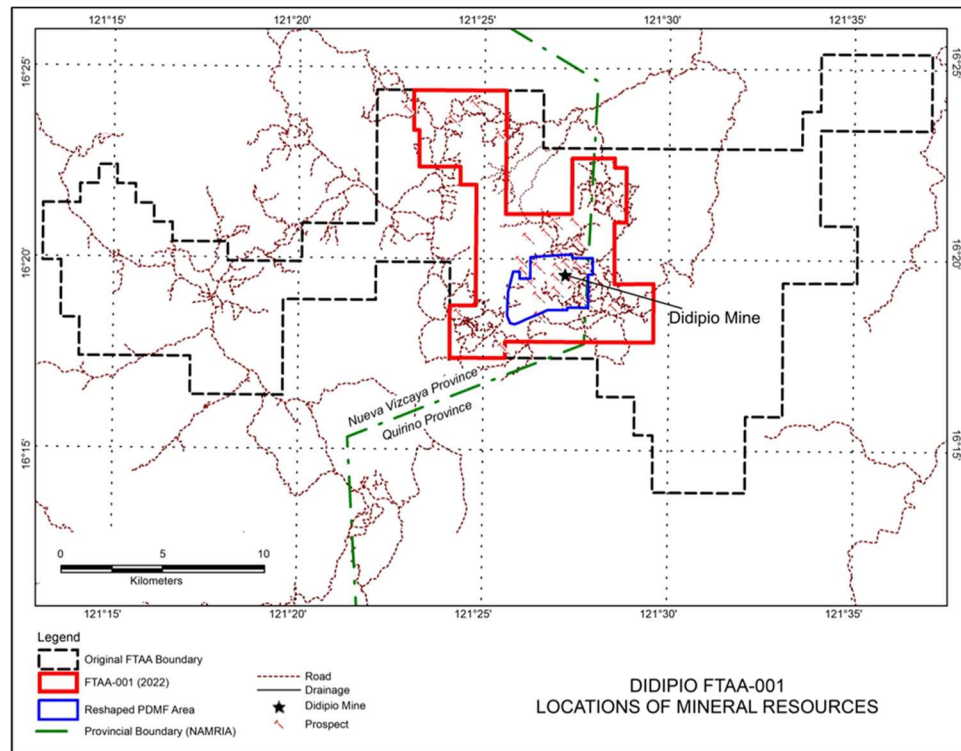 121°15' 121°20' 121°25' 121°30' 121°35'
16°25' 16°25'
16°20' 16°20'
Didipio Mine
Nueva Vizcaya Province
Quirino Province
16°15' 16°15'
0 5 10
Kilometers
121°15' 121°20' 121°25' 121°30' 121°35'
Legend
Original FTAA Boundary
FTAA-001 (2022)
Reshaped PDMF Area
Provincial Boundary (NAMRIA)
Road
Drainage
Didipio Mine
Prospect
DIDIPIO FTAA-001
LOCATIONS OF MINERAL RESOURCES